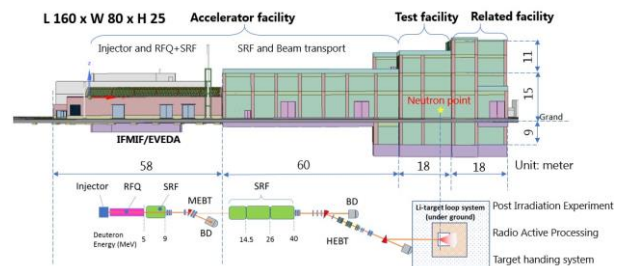 L 160 x W 80 x H 25
Accelerator facility
Test facility
Related facility
Injector and RFQ+SRF
SRF and Beam transport
11
15
9
Neutron point
Grand
IFMIF/EVEDA
58
60
18
18
Unit: meter
Injector
RFQ
SRF
MEBT
BD
Deuteron
Energy (MeV)
5
9
SRF
14.5
26
40
HEBT
BD
Li-target loop system
(under ground)
Post Irradiation Experiment
Radio Active Processing
Target handing system